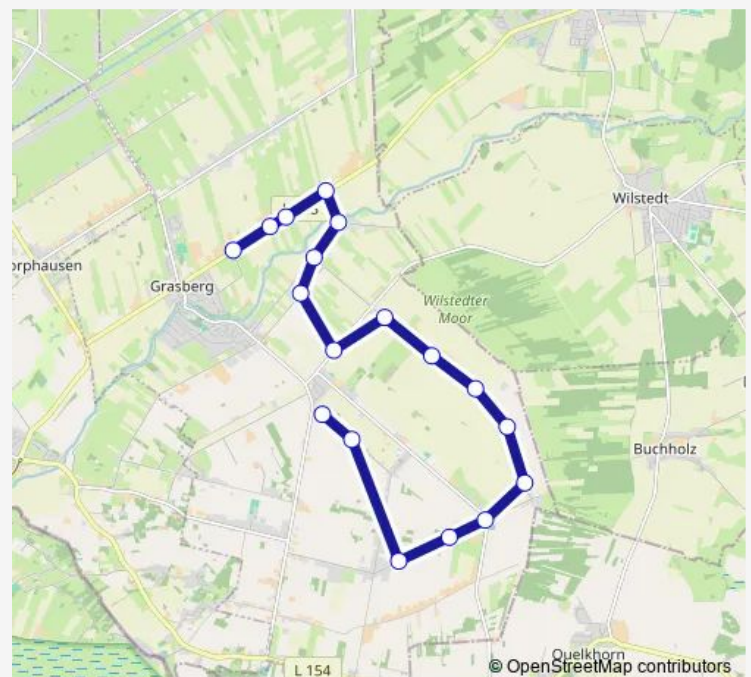 Wilstedt
orphausen
Grasberg
Wilstedter
Moor
Buchholz
Quelkhorn
L 154
© OpenStreetMap contributors